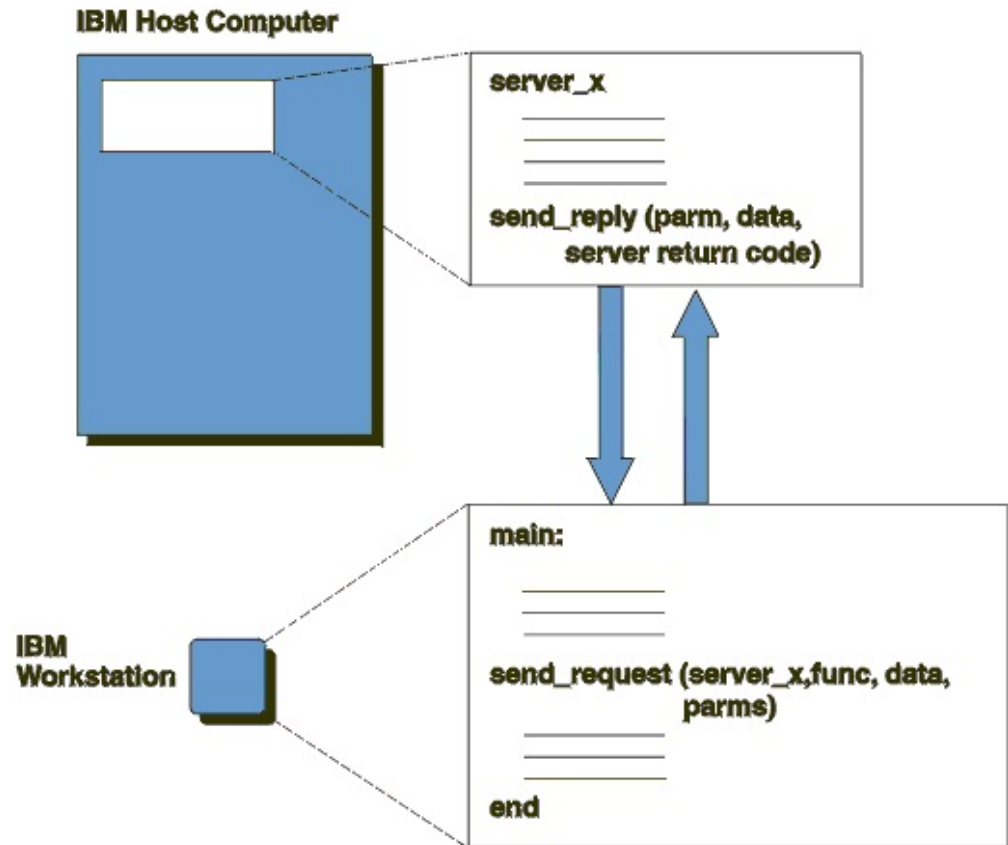 IBM Host Computer
server_x
send_reply (parm, data,
server return code)
main:
IBM
Workstation
send_request (server_x,func, data,
parms)
end